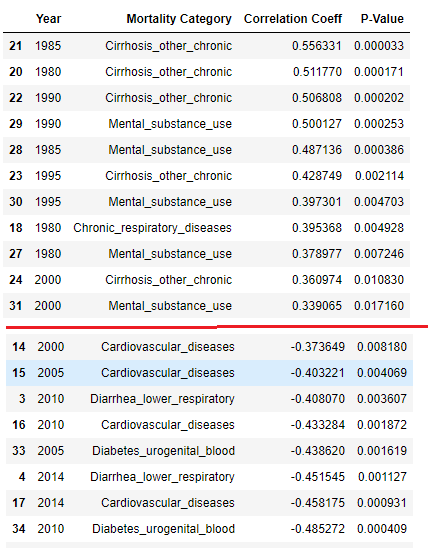 Year Mortality Category Correlation Coeff P-Value
21 1985 Cirrhosis_other_chronic 0.556331 0.000033
20 1980 Cirrhosis_other_chronic 0.511770 0.000171
22 1990 Cirrhosis_other_chronic 0.506808 0.000202
29 1990 Mental_substance_use 0.500127 0.000253
28 1985 Mental_substance_use 0.487136 0.000386
23 1995 Cirrhosis_other_chronic 0.428749 0.002114
30 1995 Mental_substance_use 0.397301 0.004703
18 1980 Chronic_respiratory_diseases 0.395368 0.004928
27 1980 Mental_substance_use 0.378977 0.007246
24 2000 Cirrhosis_other_chronic 0.360974 0.010830
31 2000 Mental_substance_use 0.339065 0.017160
14 2000 Cardiovascular_diseases -0.373649 0.008180
15 2005 Cardiovascular_diseases -0.403221 0.004069
3 2010 Diarrhea_lower_respiratory -0.408070 0.003607
16 2010 Cardiovascular_diseases -0.433284 0.001872
33 2005 Diabetes_urogenital_blood -0.438620 0.001619
4 2014 Diarrhea_lower_respiratory -0.451545 0.001127
17 2014 Cardiovascular_diseases -0.458175 0.000931
34 2010 Diabetes_urogenital_blood -0.485272 0.000409